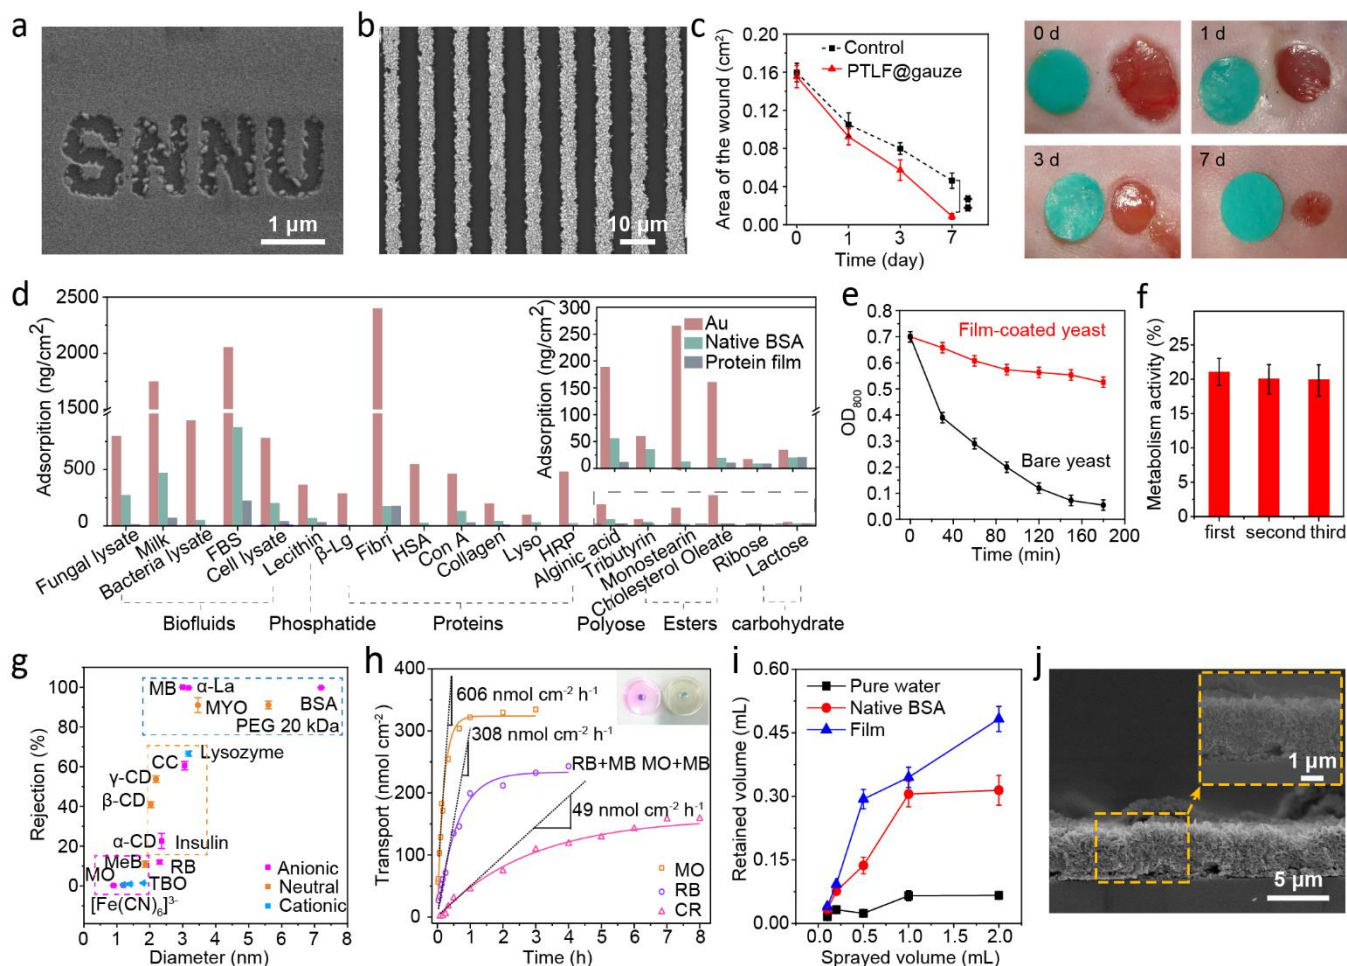 a
SNNU
1 µm
b
10 µm
c
Area of the wound (cm²)
0.20
0.16
0.12
0.08
0.04
0.00
Control
PTLF@gauze
**
0 1 3 7
Time (day)
0 d
1 d
3 d
7 d
d
Adsorpition (ng/cm²)
2500
2000
1500
500
0
Adsorpition (ng/cm²)
300
250
200
150
100
50
0
Au
Native BSA
Protein film
Fungal lysate
Milk
Bacteria lysate
FBS
Cell lysate
Lecithin
β-Lg
Fibri
HSA
Con A
Collagen
Lyso
HRP
Alginic acid
Tributyrin
Monostearin
Cholesterol Oleate
Ribose
Lactose
Biofluids Phosphatide Proteins Polyose Esters carbohydrate
e
OD₈₀₀
0.7
0.6
0.5
0.4
0.3
0.2
0.1
0.0
Film-coated yeast
Bare yeast
0 40 80 120 160 200
Time (min)
f
Metabolism activity (%)
20
15
10
5
0
first second third
g
Rejection (%)
100
80
60
40
20
0
MB α-La
MYO BSA
PEG 20 kDa
Lysozyme
CC
γ-CD
β-CD
α-CD Insulin
MeB RB
MO TBO
[Fe(CN)₆]³⁻
Anionic
Neutral
Cationic
0 1 2 3 4 5 6 7 8
Diameter (nm)
h
Transport (nmol cm⁻²)
400
300
200
100
0
606 nmol cm⁻² h⁻¹
308 nmol cm⁻² h⁻¹
RB+MB MO+MB
49 nmol cm⁻² h⁻¹
MO
RB
CR
0 1 2 3 4 5 6 7 8
Time (h)
i
Retained volume (mL)
0.60
0.45
0.30
0.15
0.00
Pure water
Native BSA
Film
0.0 0.5 1.0 2.0
Sprayed volume (mL)
j
1 µm
5 µm